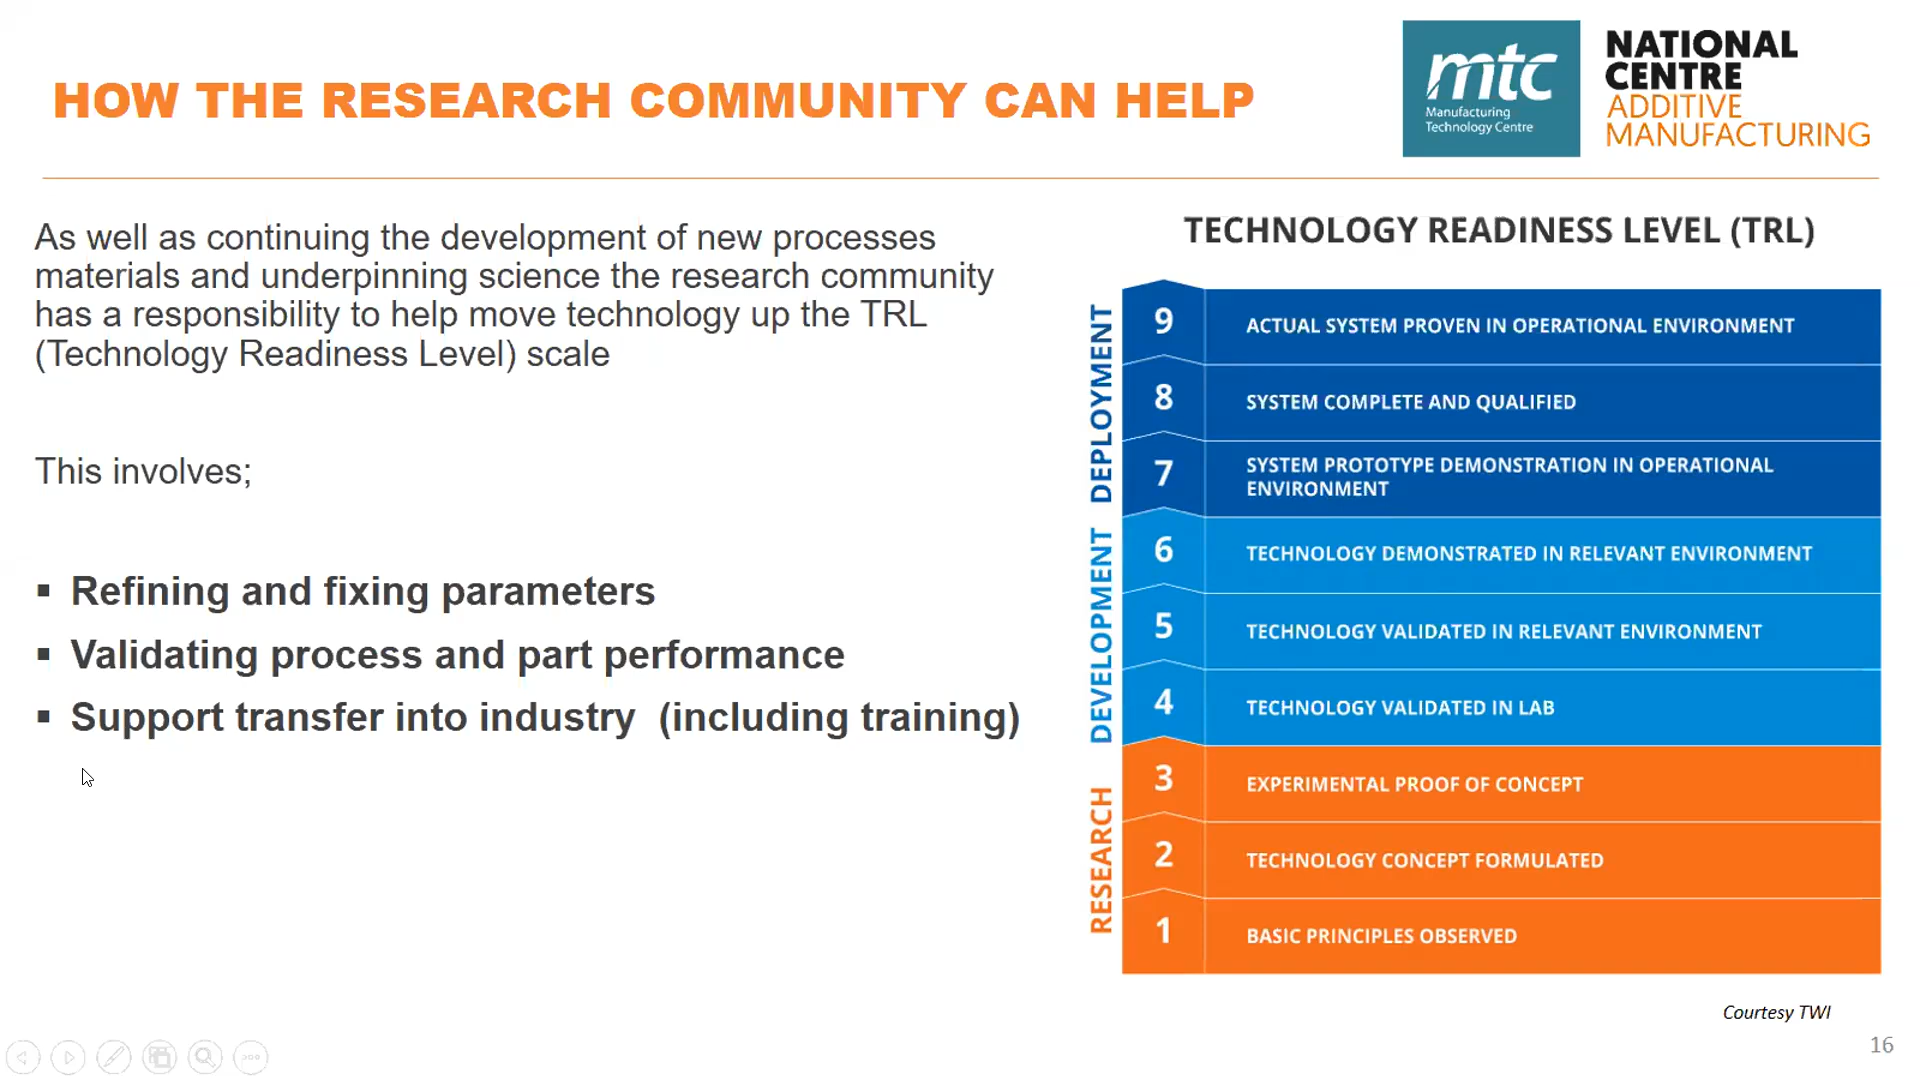 HOW THE RESEARCH COMMUNITY CAN HELP
mtc
Manufacturing
Technology Centre
NATIONAL
CENTRE
ADDITIVE
MANUFACTURING
As well as continuing the development of new processes
materials and underpinning science the research community
has a responsibility to help move technology up the TRL
(Technology Readiness Level) scale
This involves;
▪ Refining and fixing parameters
▪ Validating process and part performance
▪ Support transfer into industry  (including training)
TECHNOLOGY READINESS LEVEL (TRL)
DEPLOYMENT
9 ACTUAL SYSTEM PROVEN IN OPERATIONAL ENVIRONMENT
8 SYSTEM COMPLETE AND QUALIFIED
7 SYSTEM PROTOTYPE DEMONSTRATION IN OPERATIONAL
ENVIRONMENT
DEVELOPMENT
6 TECHNOLOGY DEMONSTRATED IN RELEVANT ENVIRONMENT
5 TECHNOLOGY VALIDATED IN RELEVANT ENVIRONMENT
4 TECHNOLOGY VALIDATED IN LAB
RESEARCH
3 EXPERIMENTAL PROOF OF CONCEPT
2 TECHNOLOGY CONCEPT FORMULATED
1 BASIC PRINCIPLES OBSERVED
Courtesy TWI
16